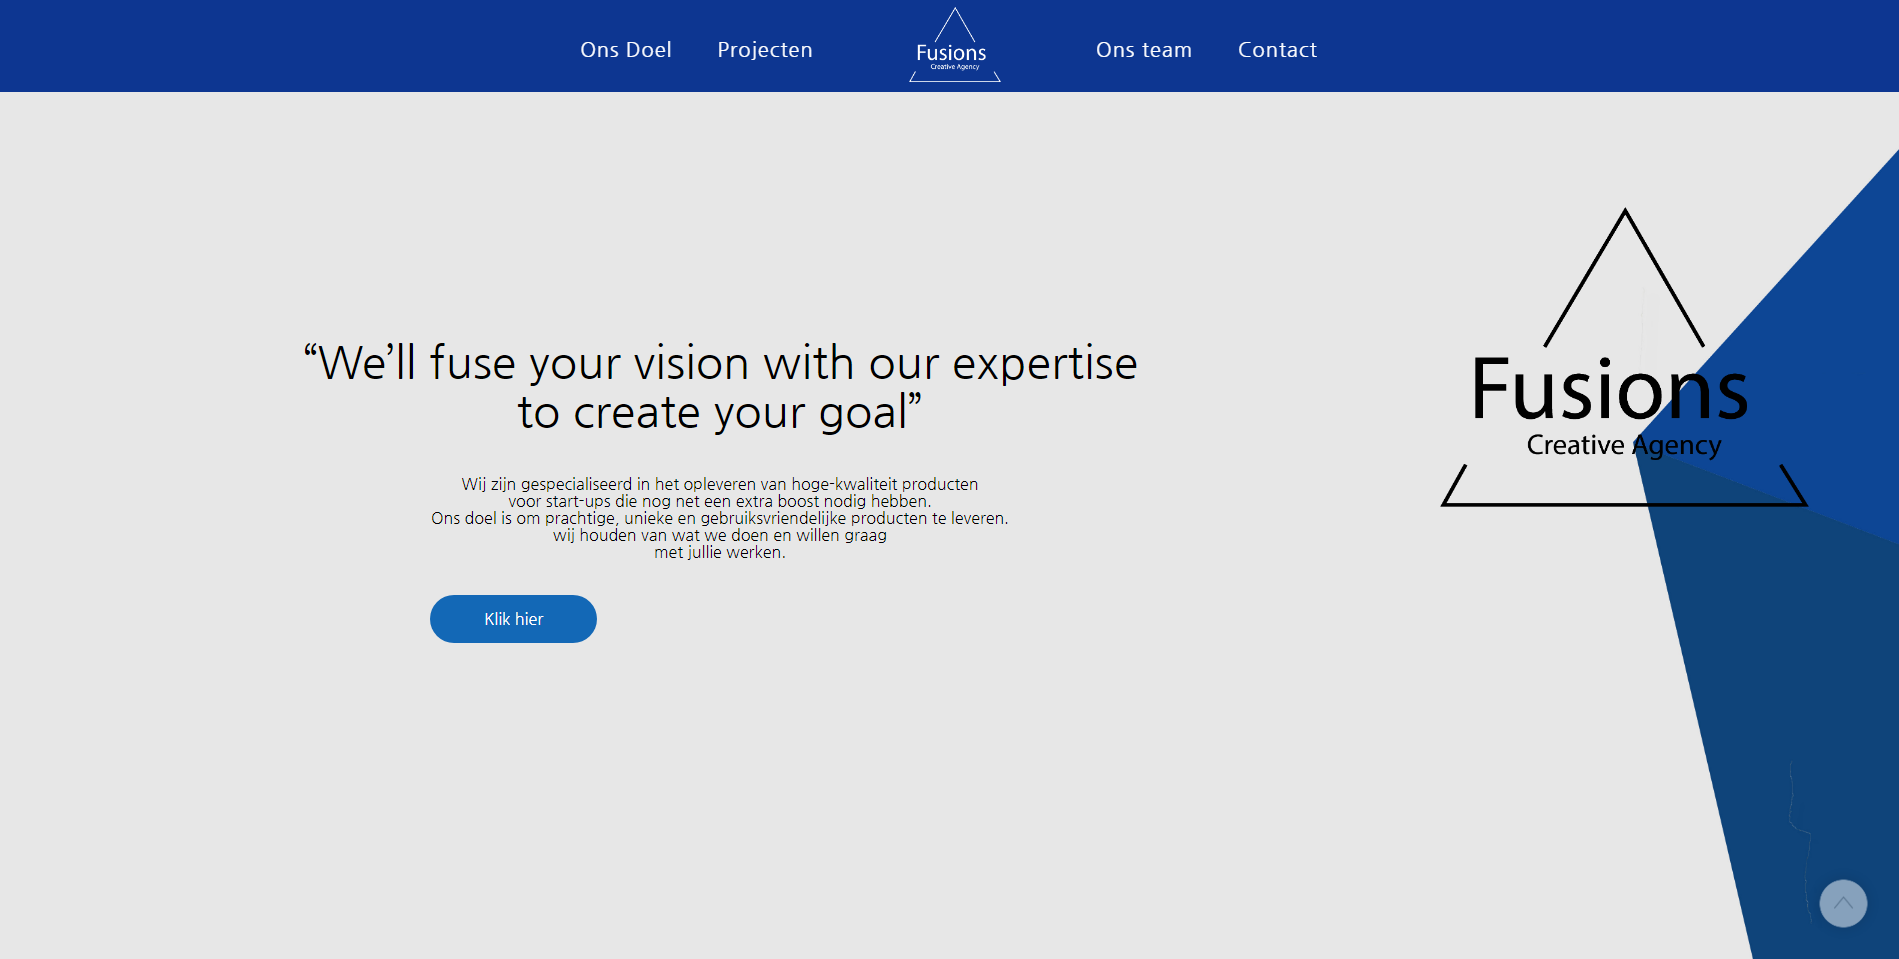 Ons Doel
Projecten
Fusions
Creative Agency
Ons team
Contact
“We’ll fuse your vision with our expertise
to create your goal”
Wij zijn gespecialiseerd in het opleveren van hoge-kwaliteit producten
voor start-ups die nog net een extra boost nodig hebben.
Ons doel is om prachtige, unieke en gebruiksvriendelijke producten te leveren.
wij houden van wat we doen en willen graag
met jullie werken.
Klik hier
Fusions
Creative Agency